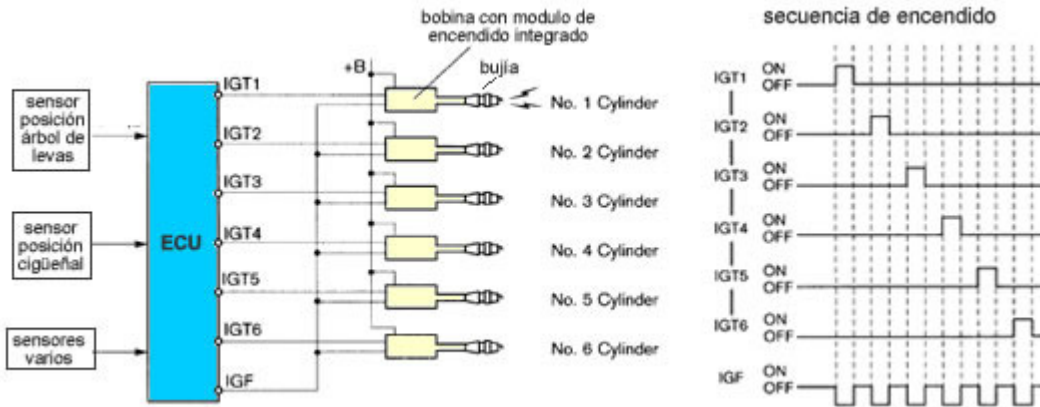 bobina con modulo de
encendido integrado
secuencia de encendido
+B
bujía
sensor
posición
árbol de
levas
sensor
posición
cigüeñal
sensores
varios
ECU
IGT1
IGT2
IGT3
IGT4
IGT5
IGT6
IGF
No. 1 Cylinder
No. 2 Cylinder
No. 3 Cylinder
No. 4 Cylinder
No. 5 Cylinder
No. 6 Cylinder
IGT1 ON
OFF
IGT2 ON
OFF
IGT3 ON
OFF
IGT4 ON
OFF
IGT5 ON
OFF
IGT6 ON
OFF
IGF ON
OFF